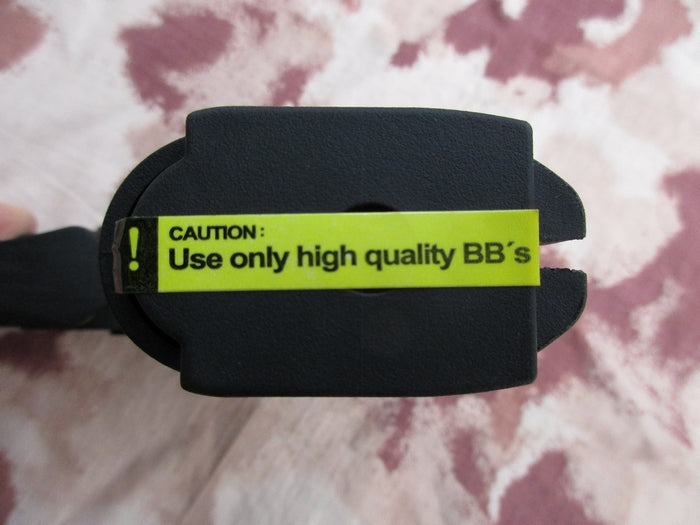 !
CAUTION:
Use only high quality BB´s